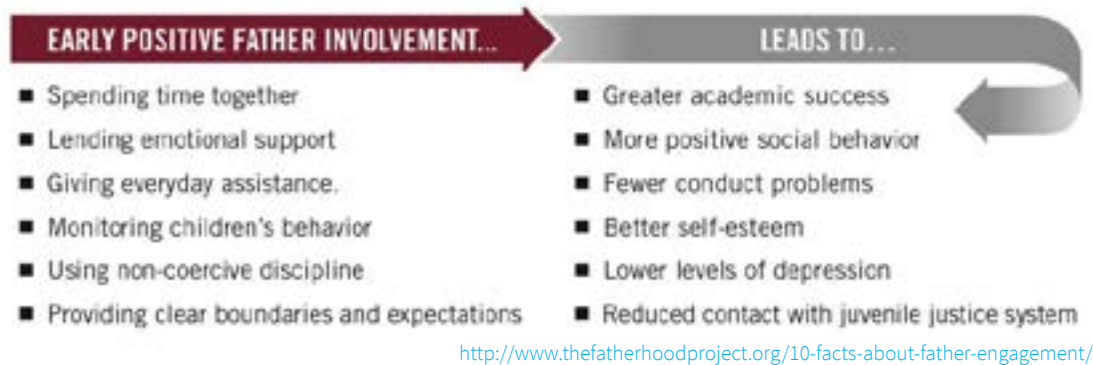 EARLY POSITIVE FATHER INVOLVEMENT...
■ Spending time together
■ Lending emotional support
■ Giving everyday assistance.
■ Monitoring children's behavior
■ Using non-coercive discipline
■ Providing clear boundaries and expectations
LEADS TO...
■ Greater academic success
■ More positive social behavior
■ Fewer conduct problems
■ Better self-esteem
■ Lower levels of depression
■ Reduced contact with juvenile justice system
http://www.thefatherhoodproject.org/10-facts-about-father-engagement/